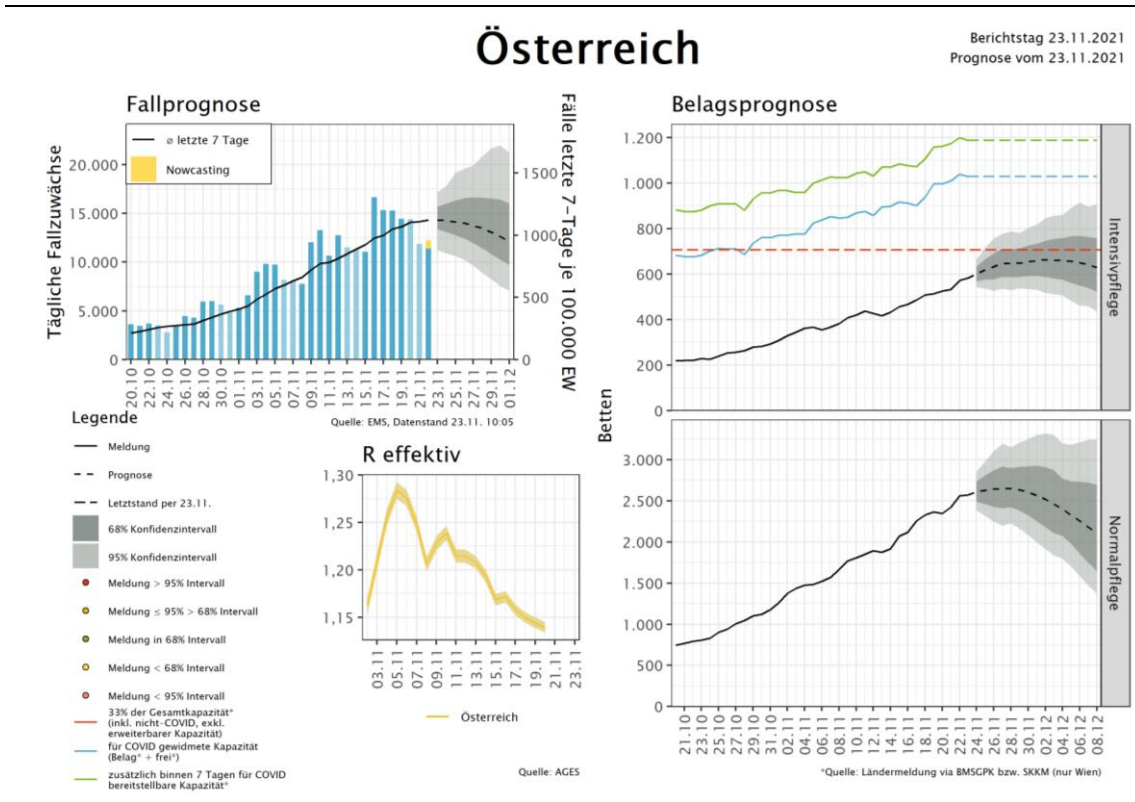 Österreich
Berichtstag 23.11.2021
Prognose vom 23.11.2021
Fallprognose
ø letzte 7 Tage
Nowcasting
Tägliche Fallzuwächse
20.000
15.000
10.000
5.000
0
Fälle letzte 7-Tage je 100.000 EW
1500
1000
500
0
20.10
22.10
24.10
26.10
28.10
30.10
01.11
03.11
05.11
07.11
09.11
11.11
13.11
15.11
17.11
19.11
21.11
23.11
25.11
27.11
29.11
01.12
Quelle: EMS, Datenstand 23.11. 10:05
Legende
Meldung
Prognose
Letztstand per 23.11.
68% Konfidenzintervall
95% Konfidenzintervall
Meldung > 95% Intervall
Meldung ≤ 95% > 68% Intervall
Meldung in 68% Intervall
Meldung < 68% Intervall
Meldung < 95% Intervall
33% der Gesamtkapazität*
(inkl. nicht-COVID, exkl.
erweiterbarer Kapazität)
für COVID gewidmete Kapazität
(Belag* + frei*)
zusätzlich binnen 7 Tagen für COVID
bereitstellbare Kapazität*
R effektiv
1,30
1,25
1,20
1,15
03.11
05.11
07.11
09.11
11.11
13.11
15.11
17.11
19.11
21.11
23.11
Österreich
Quelle: AGES
Belagsprognose
Betten
1.200
1.000
800
600
400
200
0
Intensivpflege
3.000
2.500
2.000
1.500
1.000
500
0
Normalpflege
21.10
23.10
25.10
27.10
29.10
31.10
02.11
04.11
06.11
08.11
10.11
12.11
14.11
16.11
18.11
20.11
22.11
24.11
26.11
28.11
30.11
02.12
04.12
06.12
08.12
*Quelle: Ländermeldung via BMSGPK bzw. SKKM (nur Wien)